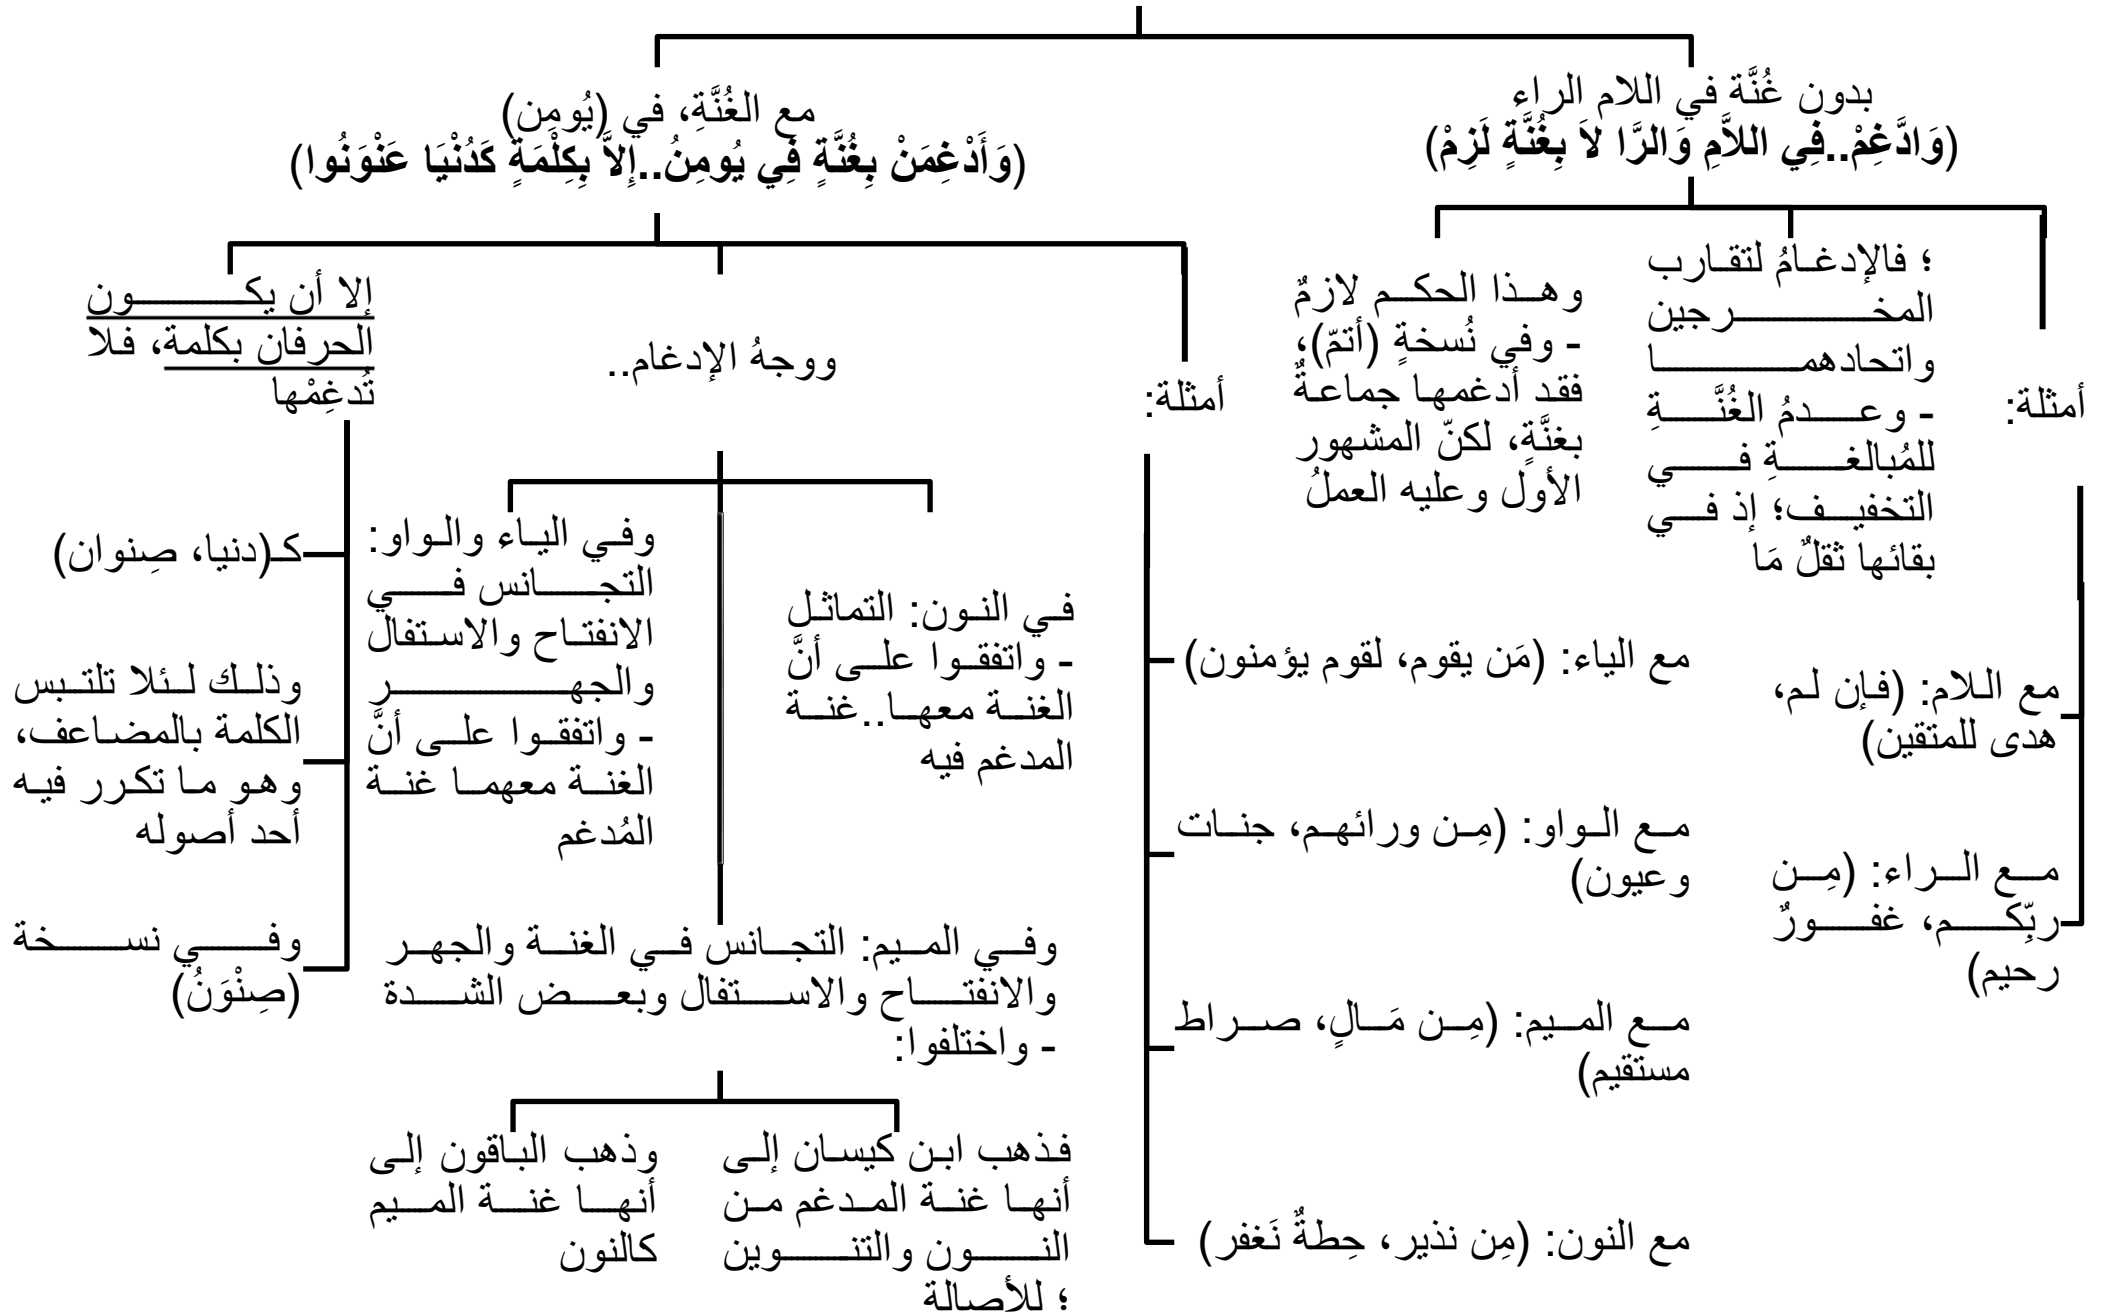 بدون غُنَّة في اللام الراء
(وَادَّغِمْ..فِي اللاَّمِ وَالرَّا لاَ بِغُنَّةٍ لَزِمْ)
أمثلة:
مع اللام: (فإن لم،
هدى للمتقين)
مع الراء: (مِن
ربِّكم، غفورٌ
رحيم)
؛ فالإدغامُ لتقارب
المخرجين
واتحادهما
- وعدمُ الغُنَّةِ
للمُبالغةِ في
التخفيف؛ إذ في
بقائها ثقلٌ مَا
وهذا الحكم لازمٌ
- وفي نُسخةٍ (أتمّ)،
فقد أدغمها جماعةٌ
بغنَّةٍ، لكنّ المشهور
الأول وعليه العملُ
مع الغُنَّةِ، في (يُومِن)
(وَأَدْغِمَنْ بِغُنَّةٍ فِي يُومِنُ..إِلاَّ بِكِلْمَةٍ كَدُنْيَا عَنْوَنُوا)
أمثلة:
مع الياء: (مَن يقوم، لقوم يؤمنون)
مع الواو: (مِن ورائهم، جنات
وعيون)
مع الميم: (مِن مَالٍ، صراط
مستقيم)
مع النون: (مِن نذير، حِطةٌ نَغفر)
ووجهُ الإدغام..
في النون: التماثل
- واتفقوا على أنَّ
الغنة معها..غنة
المدغم فيه
وفي الميم: التجانس في الغنة والجهر
والانفتاح والاستفال وبعض الشدة
- واختلفوا:
فذهب ابن كيسان إلى
أنها غنة المدغم من
النون والتنوين
؛ للأصالة
وذهب الباقون إلى
أنها غنة الميم
كالنون
وفي الياء والواو:
التجانس في
الانفتاح والاستفال
والجهر
- واتفقوا على أنَّ
الغنة معهما غنة
المُدغم
إلا أن يكون
الحرفان بكلمة، فلا
تُدغِمْها
كـ(دنيا، صِنوان)
وذلك لئلا تلتبس
الكلمة بالمضاعف،
وهو ما تكرر فيه
أحد أصوله
وفي نسخة
(صِنْوَنُ)